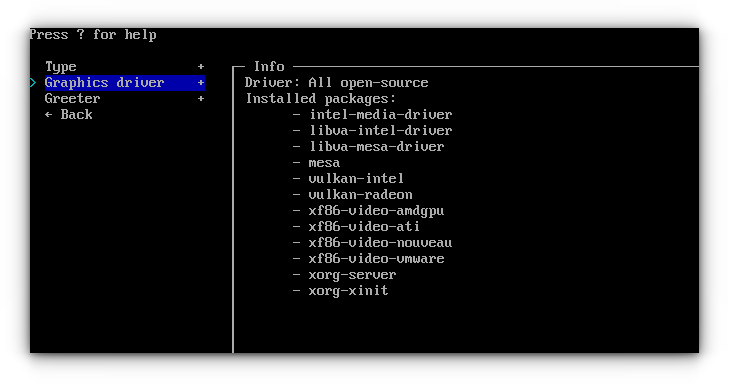 Press ? for help
Type +
> Graphics driver +
Greeter +
← Back
Info
Driver: All open-source
Installed packages:
- intel-media-driver
- libva-intel-driver
- libva-mesa-driver
- mesa
- vulkan-intel
- vulkan-radeon
- xf86-video-amdgpu
- xf86-video-ati
- xf86-video-nouveau
- xf86-video-vmware
- xorg-server
- xorg-xinit